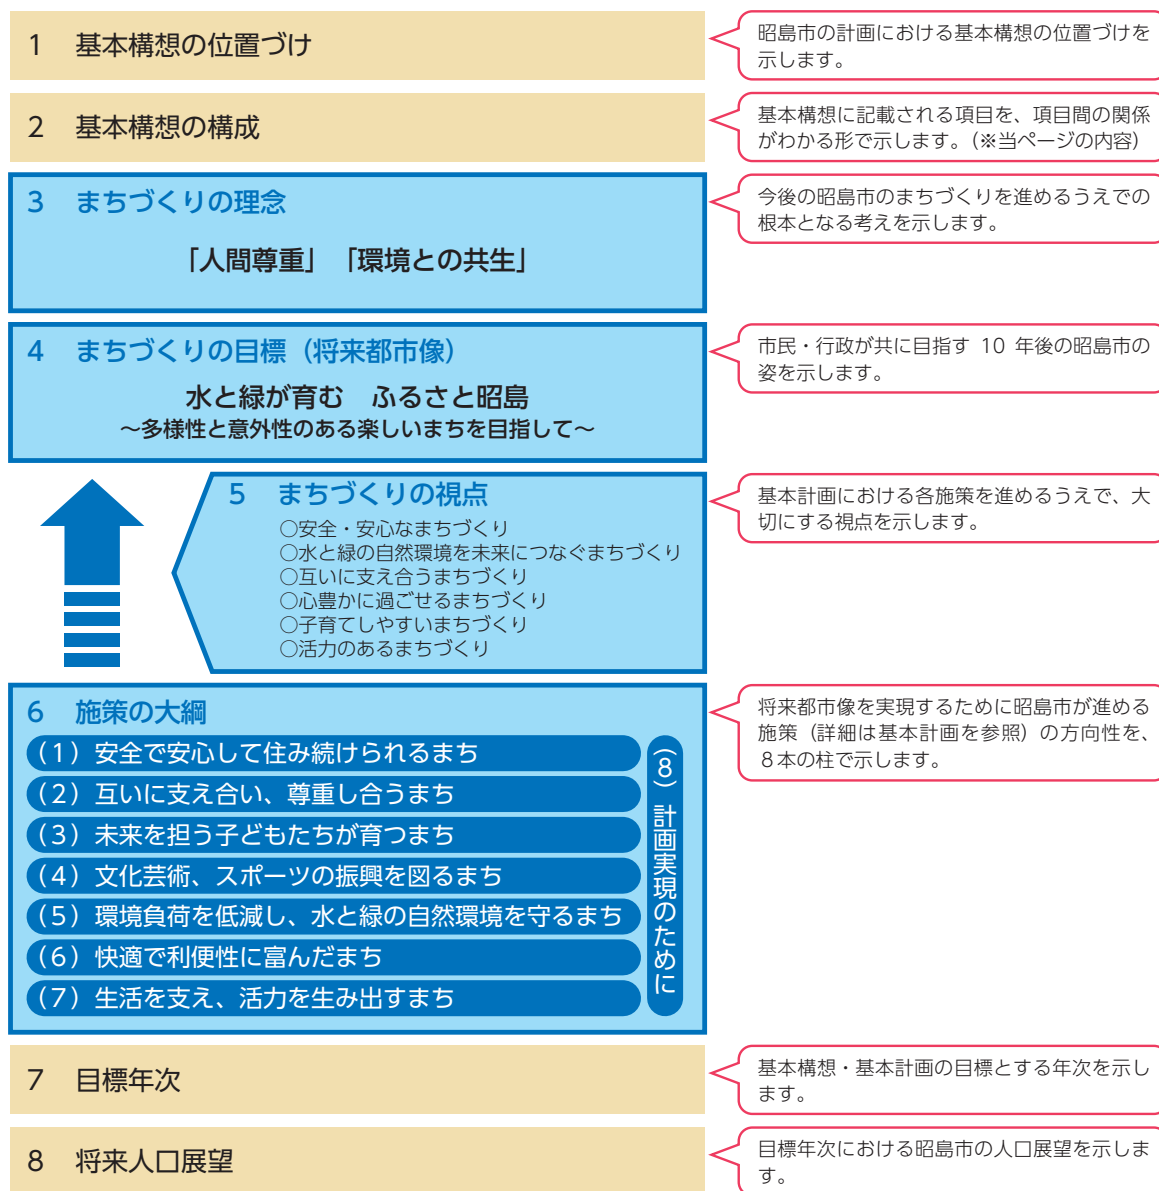 1 基本構想の位置づけ
昭島市の計画における基本構想の位置づけを
示します。
2 基本構想の構成
基本構想に記載される項目を、項目間の関係
がわかる形で示します。(※当ページの内容)
3 まちづくりの理念
「人間尊重」「環境との共生」
今後の昭島市のまちづくりを進めるうえでの
根本となる考えを示します。
4 まちづくりの目標(将来都市像)
水と緑が育む ふるさと昭島
~多様性と意外性のある楽しいまちを目指して~
市民・行政が共に目指す 10 年後の昭島市の
姿を示します。
5 まちづくりの視点
○安全・安心なまちづくり
○水と緑の自然環境を未来につなぐまちづくり
○互いに支え合うまちづくり
○心豊かに過ごせるまちづくり
○子育てしやすいまちづくり
○活力のあるまちづくり
基本計画における各施策を進めるうえで、大
切にする視点を示します。
6 施策の大綱
(1)安全で安心して住み続けられるまち
(2)互いに支え合い、尊重し合うまち
(3)未来を担う子どもたちが育つまち
(4)文化芸術、スポーツの振興を図るまち
(5)環境負荷を低減し、水と緑の自然環境を守るまち
(6)快適で利便性に富んだまち
(7)生活を支え、活力を生み出すまち
(8)計画実現のために
将来都市像を実現するために昭島市が進める
施策(詳細は基本計画を参照)の方向性を、
8本の柱で示します。
7 目標年次
基本構想・基本計画の目標とする年次を示し
ます。
8 将来人口展望
目標年次における昭島市の人口展望を示しま
す。